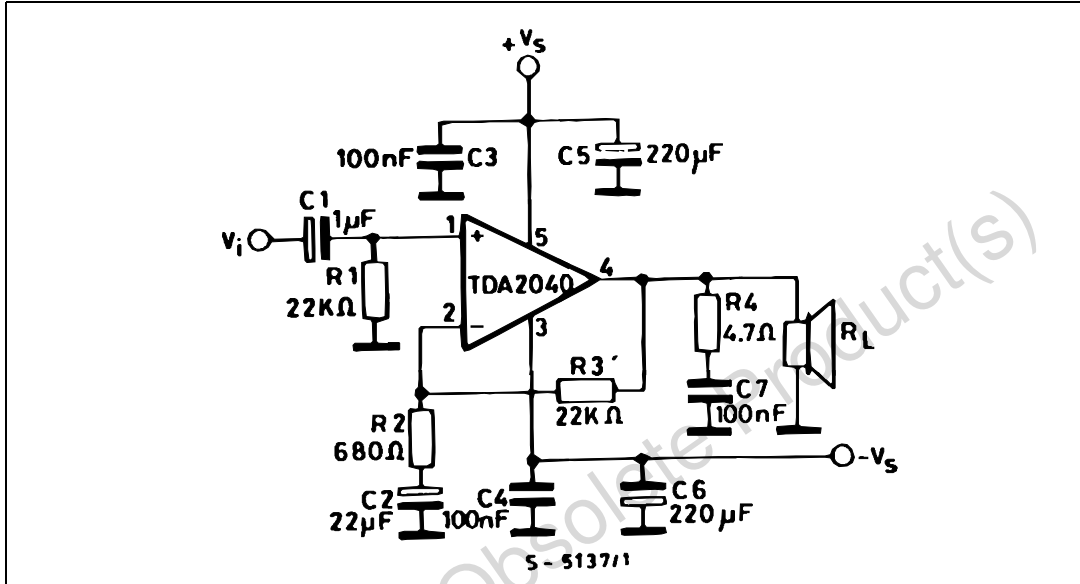 +Vs
100nF C3
C5 220µF
C1
1µF
Vi
1
+
5
TDA2040
4
R1
22KΩ
2
−
3
R4
4.7Ω
RL
R3
22KΩ
C7
100nF
R2
680Ω
-Vs
C2
22µF
C4
100nF
C6
220µF
S-5137/1
Obsolete Product(s)